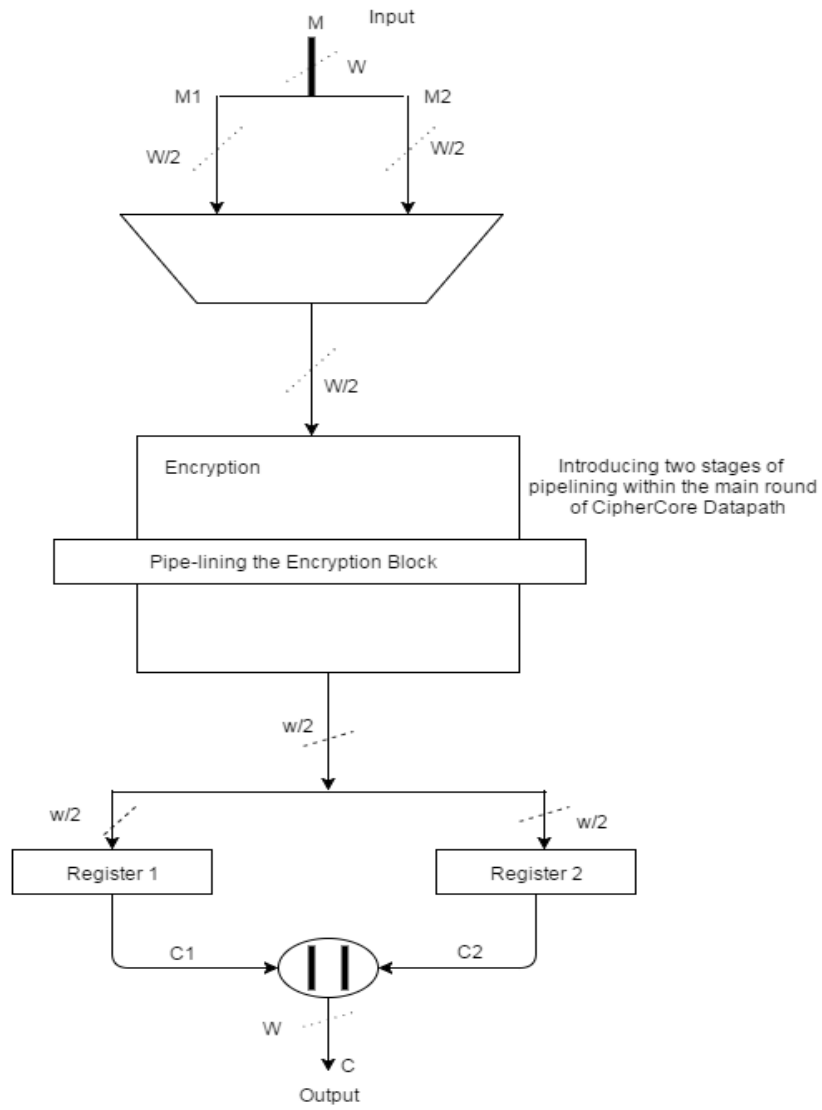 M
Input
W
M1
M2
W/2
W/2
W/2
Encryption
Introducing two stages of
pipelining within the main round
of CipherCore Datapath
Pipe-lining the Encryption Block
w/2
w/2
w/2
Register 1
Register 2
C1
C2
W
C
Output